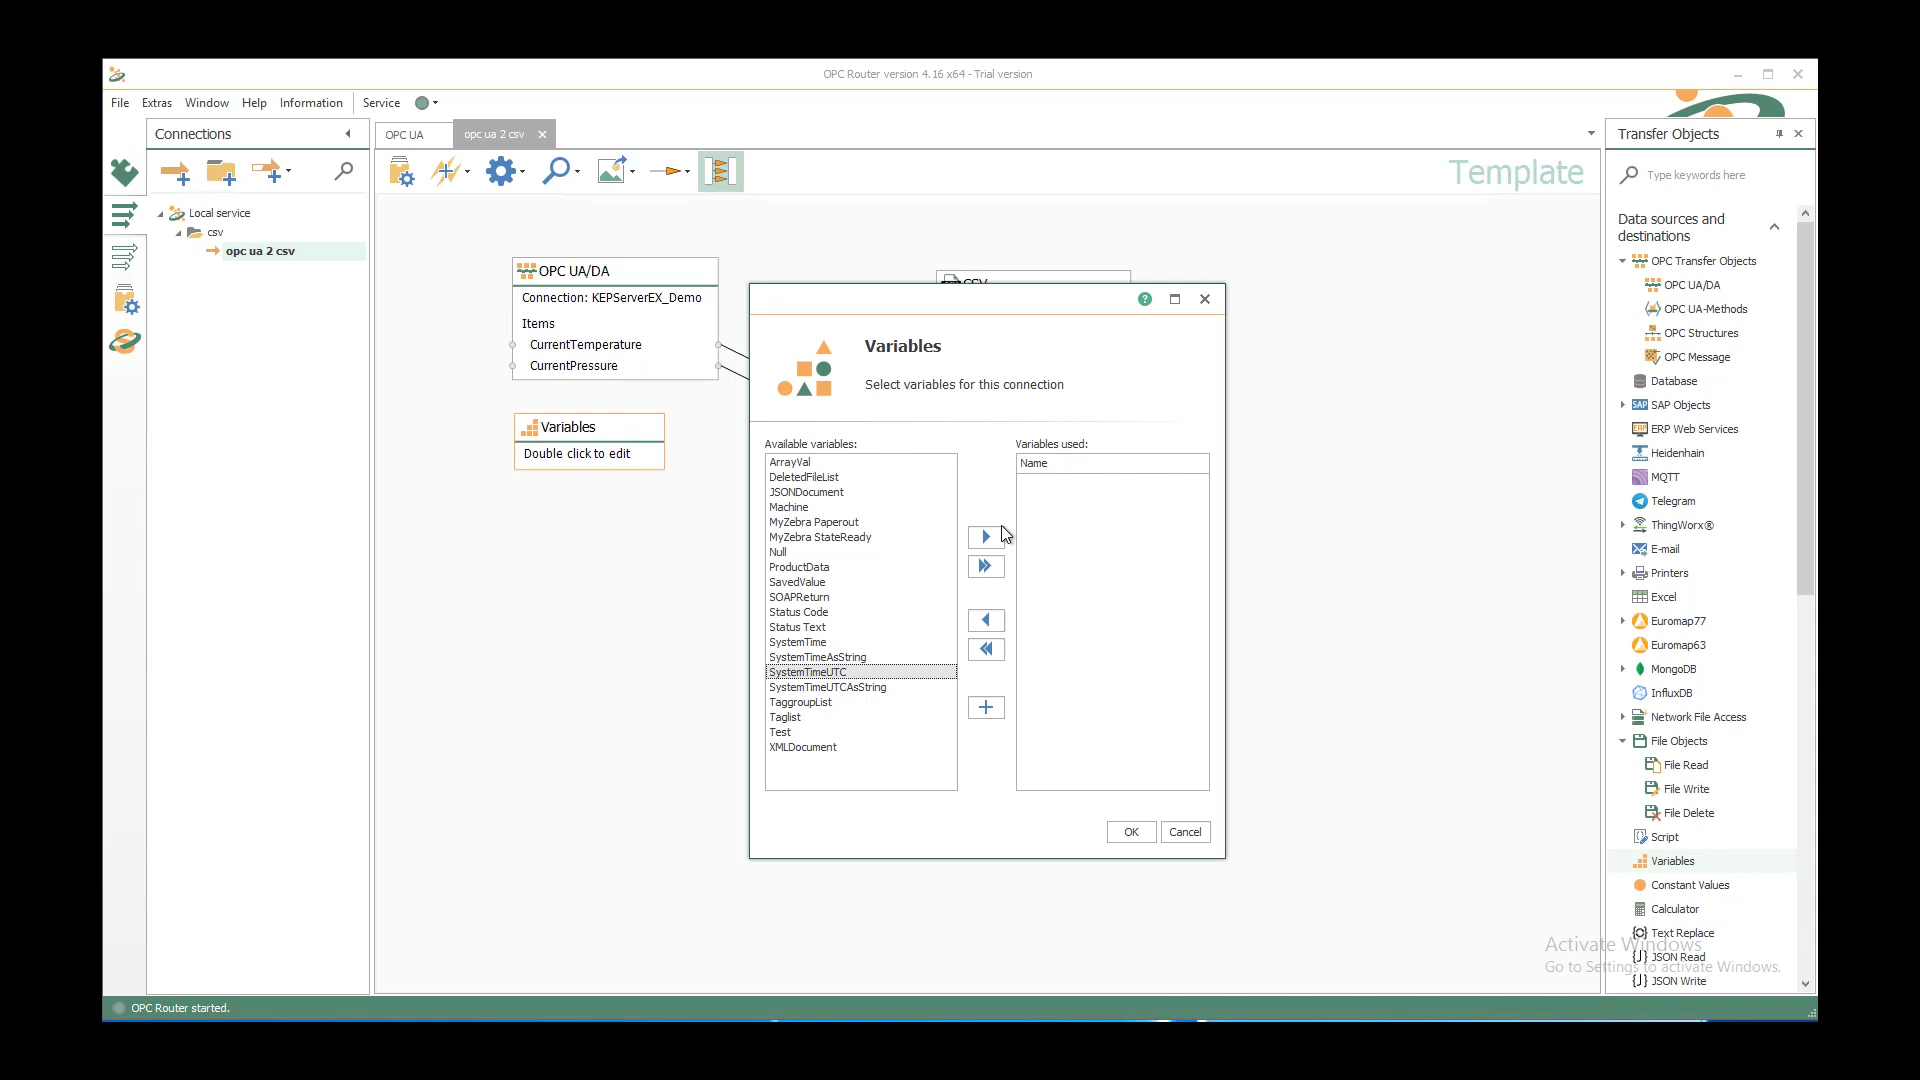 OPC Router version 4.16 x64 - Trial version
File Extras Window Help Information Service
Connections
OPC UA
opc ua 2 csv
Transfer Objects
Template
Type keywords here
Local service
csv
opc ua 2 csv
OPC UA/DA
Connection: KEPServerEX_Demo
Items
CurrentTemperature
CurrentPressure
Variables
Double click to edit
CSV
Variables
Select variables for this connection
Available variables:
ArrayVal
DeletedFileList
JSONDocument
Machine
MyZebra Paperout
MyZebra StateReady
Null
ProductData
SavedValue
SOAPReturn
Status Code
Status Text
SystemTime
SystemTimeAsString
SystemTimeUTC
SystemTimeUTCAsString
TaggroupList
Taglist
Test
XMLDocument
Variables used:
Name
OK
Cancel
Data sources and
destinations
OPC Transfer Objects
OPC UA/DA
OPC UA-Methods
OPC Structures
OPC Message
Database
SAP SAP Objects
ERP ERP Web Services
Heidenhain
MQTT
Telegram
ThingWorx®
E-mail
Printers
Excel
Euromap77
Euromap63
MongoDB
InfluxDB
Network File Access
File Objects
File Read
File Write
File Delete
Script
Variables
Constant Values
Calculator
Text Replace
JSON Read
JSON Write
Activate Windows
Go to Settings to activate Windows.
OPC Router started.